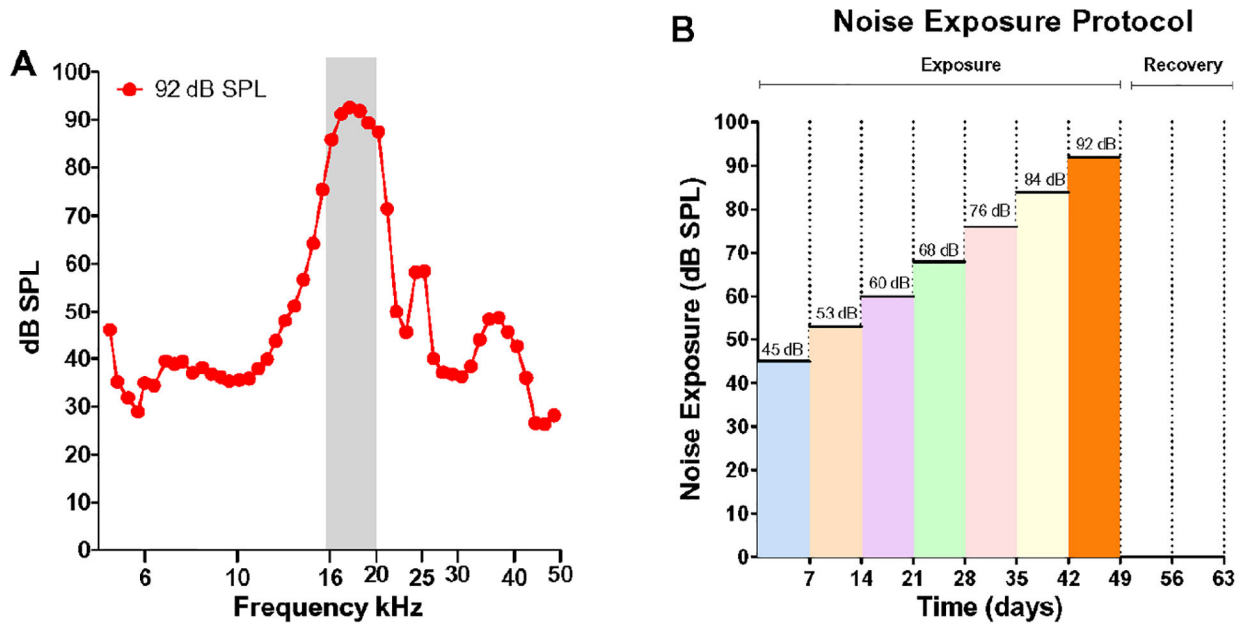 A
92 dB SPL
100
90
80
70
60
50
40
30
20
10
0
dB SPL
6 10 16 20 25 30 40 50
Frequency kHz
B
Noise Exposure Protocol
Exposure Recovery
100
90
80
70
60
50
40
30
20
10
0
Noise Exposure (dB SPL)
45 dB
53 dB
60 dB
68 dB
76 dB
84 dB
92 dB
7 14 21 28 35 42 49 56 63
Time (days)